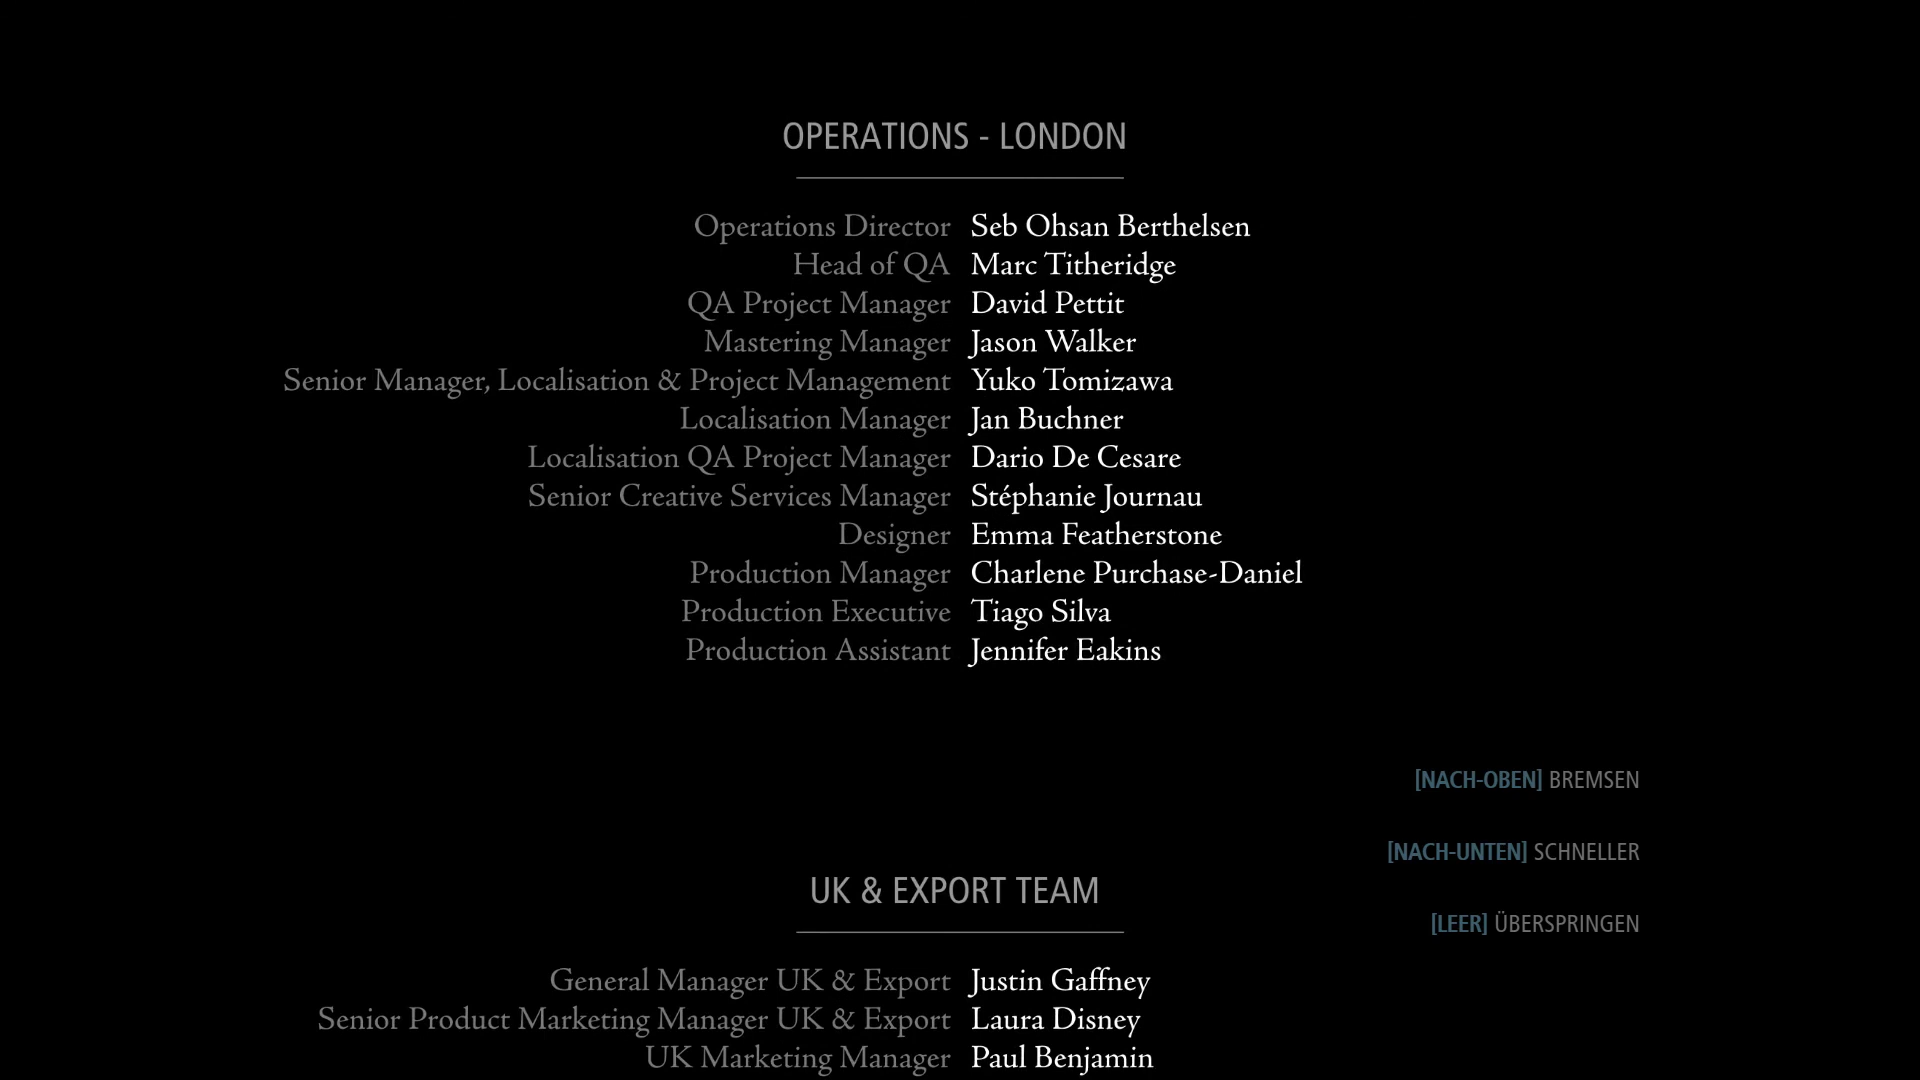 OPERATIONS - LONDON
Operations Director Seb Ohsan Berthelsen
Head of QA Marc Titheridge
QA Project Manager David Pettit
Mastering Manager Jason Walker
Senior Manager, Localisation & Project Management Yuko Tomizawa
Localisation Manager Jan Buchner
Localisation QA Project Manager Dario De Cesare
Senior Creative Services Manager Stéphanie Journau
Designer Emma Featherstone
Production Manager Charlene Purchase-Daniel
Production Executive Tiago Silva
Production Assistant Jennifer Eakins
[NACH-OBEN] BREMSEN
[NACH-UNTEN] SCHNELLER
UK & EXPORT TEAM
[LEER] ÜBERSPRINGEN
General Manager UK & Export Justin Gaffney
Senior Product Marketing Manager UK & Export Laura Disney
UK Marketing Manager Paul Benjamin